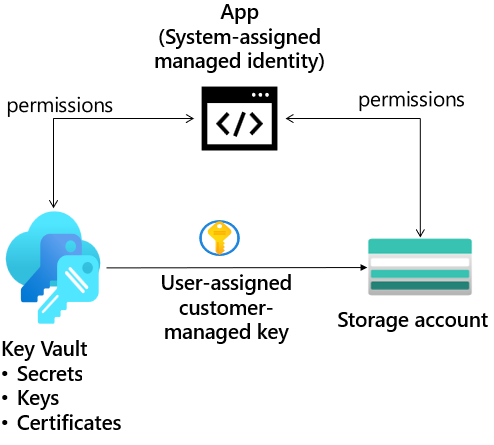 App
(System-assigned
managed identity)
permissions
permissions
User-assigned
customer-
managed key
Storage account
Key Vault
• Secrets
• Keys
• Certificates